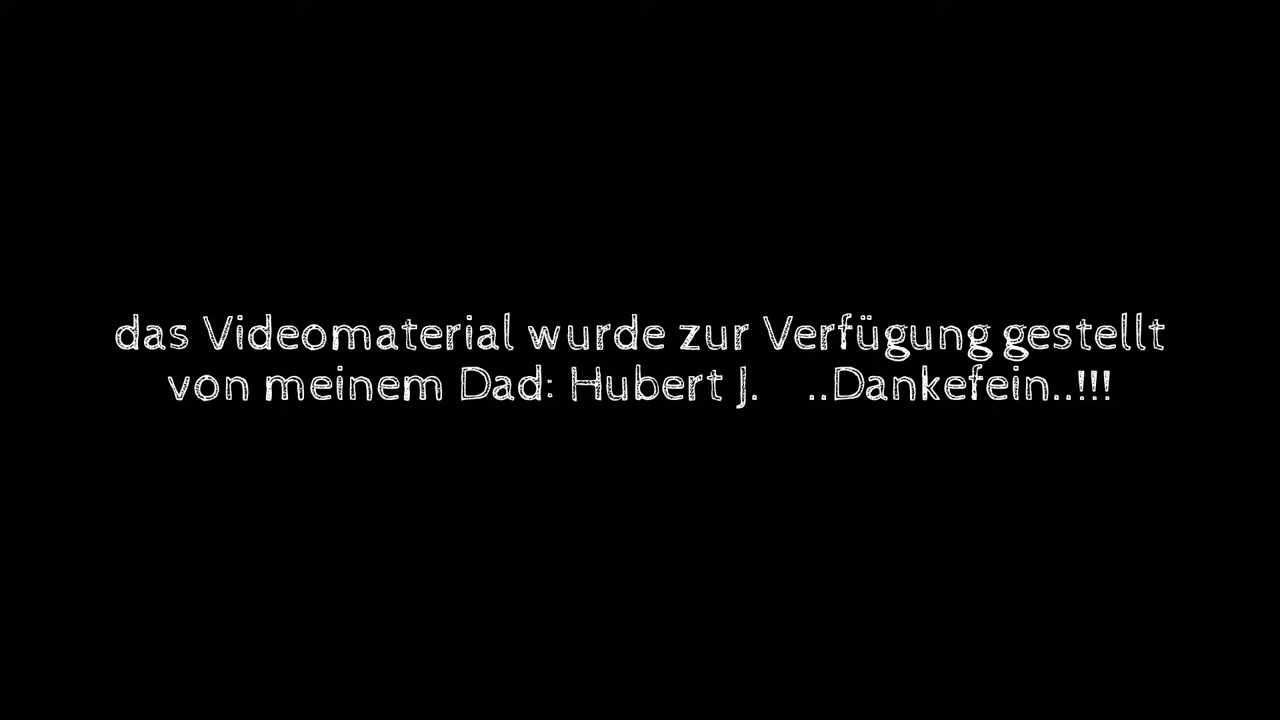 das Videomaterial wurde zur Verfügung gestellt
von meinem Dad: Hubert J. ..Dankefein..!!!